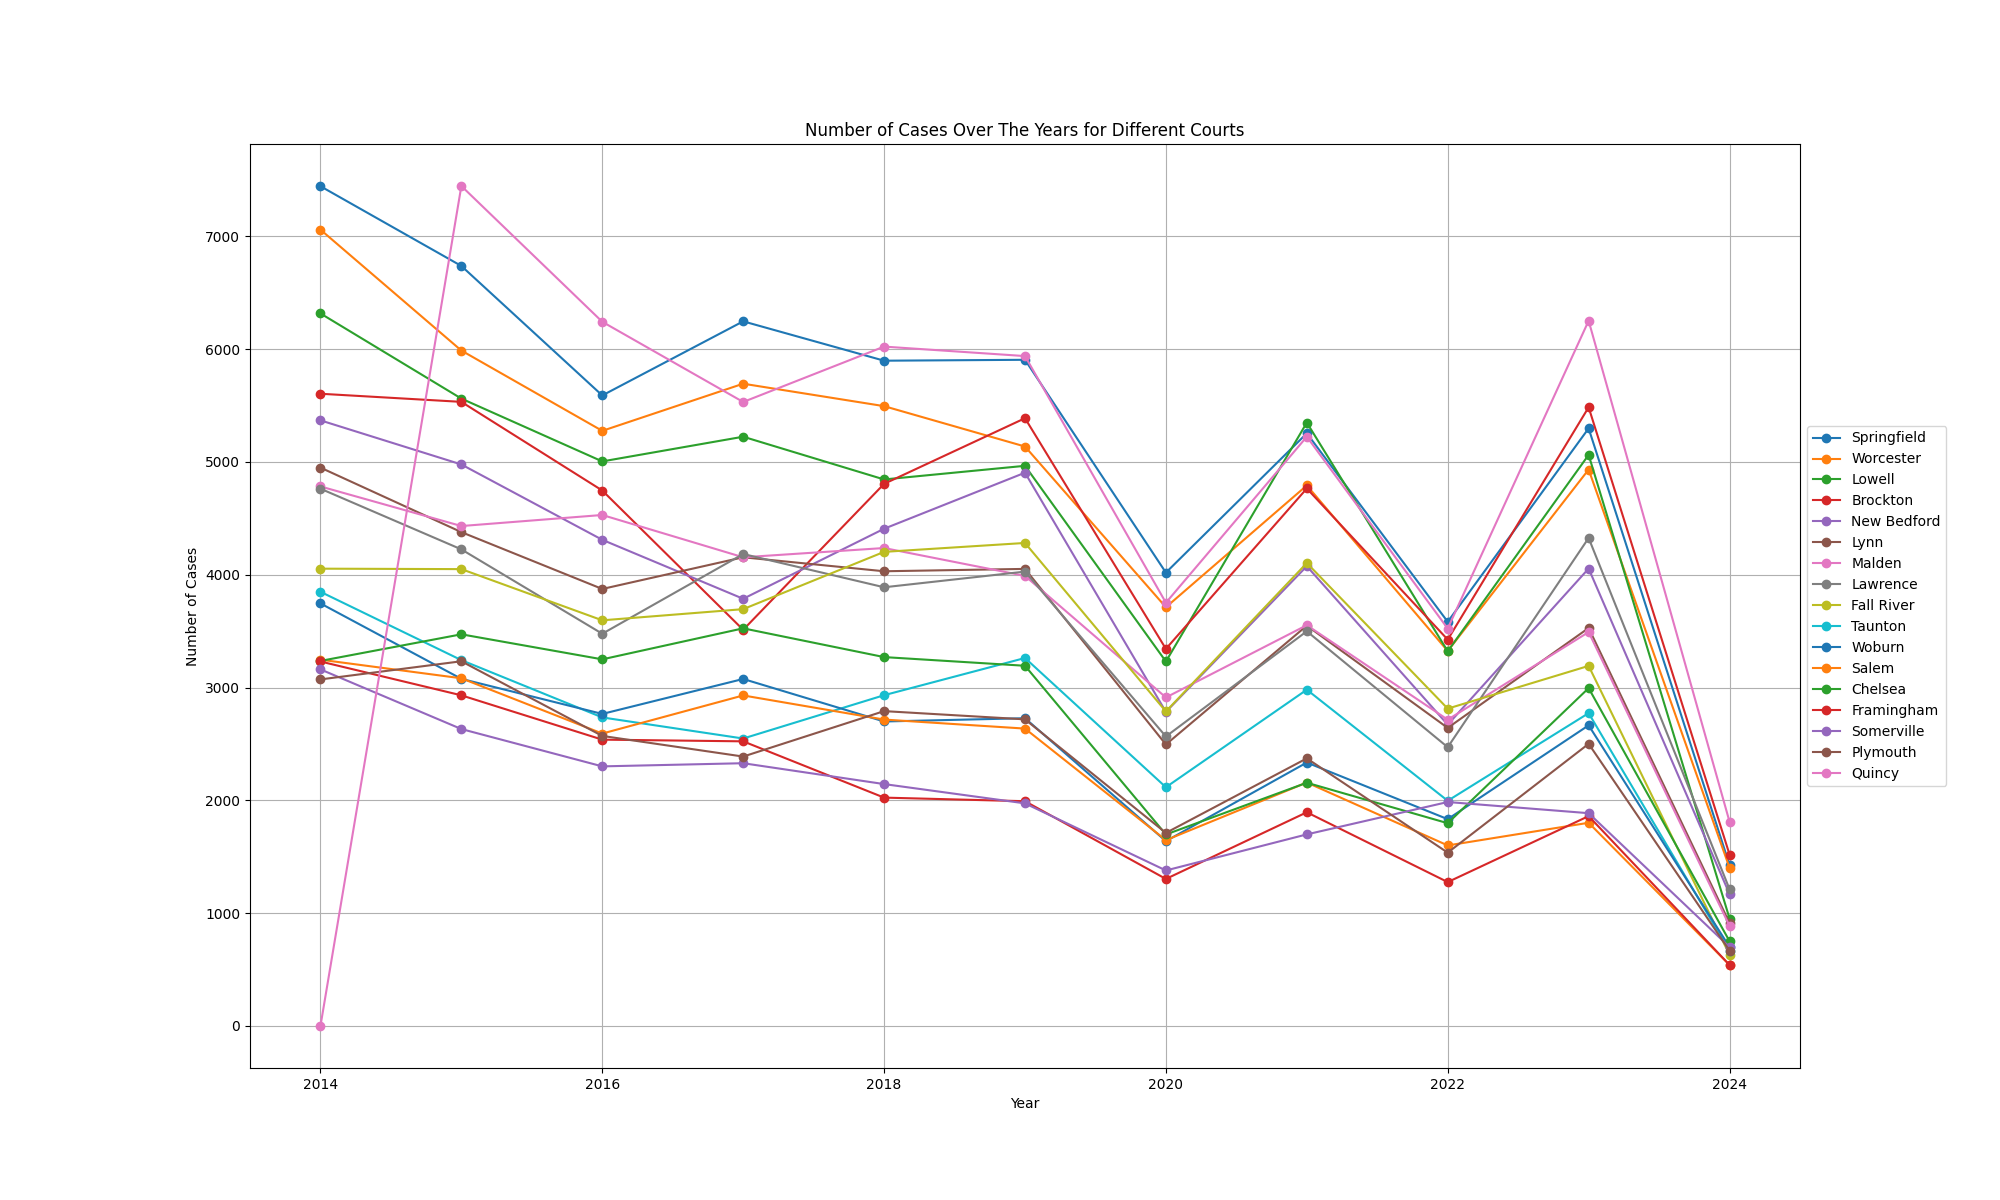 Number of Cases Over The Years for Different Courts
Number of Cases
7000
6000
5000
4000
3000
2000
1000
0
2014
2016
2018
2020
2022
2024
Year
Springfield
Worcester
Lowell
Brockton
New Bedford
Lynn
Malden
Lawrence
Fall River
Taunton
Woburn
Salem
Chelsea
Framingham
Somerville
Plymouth
Quincy